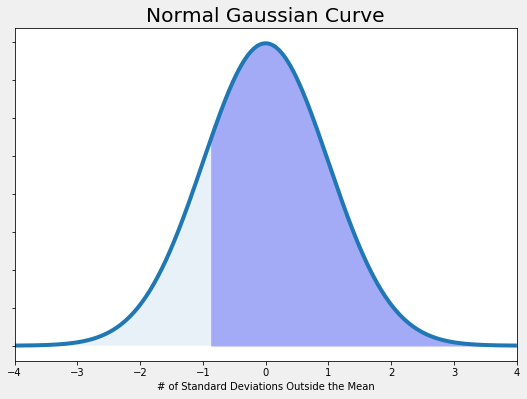 Normal Gaussian Curve
−4 −3 −2 −1 0 1 2 3 4
# of Standard Deviations Outside the Mean